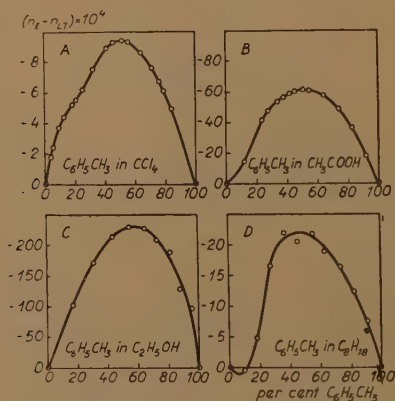 (n_E-n_LT)=10⁴
A
-8
-6
-4
-2
0
C₆H₅CH₃ in CCl₄
0 20 40 60 80 100
B
-80
-60
-40
-20
0
C₆H₅CH₃ in CH₃COOH
0 20 40 60 80 100
C
-200
-150
-100
-50
0
C₆H₅CH₃ in C₂H₅OH
0 20 40 60 80 100
D
-20
-15
-10
-5
0
C₆H₅CH₃ in C₈H₁₈
0 20 40 60 80 100
per cent C₆H₅CH₃